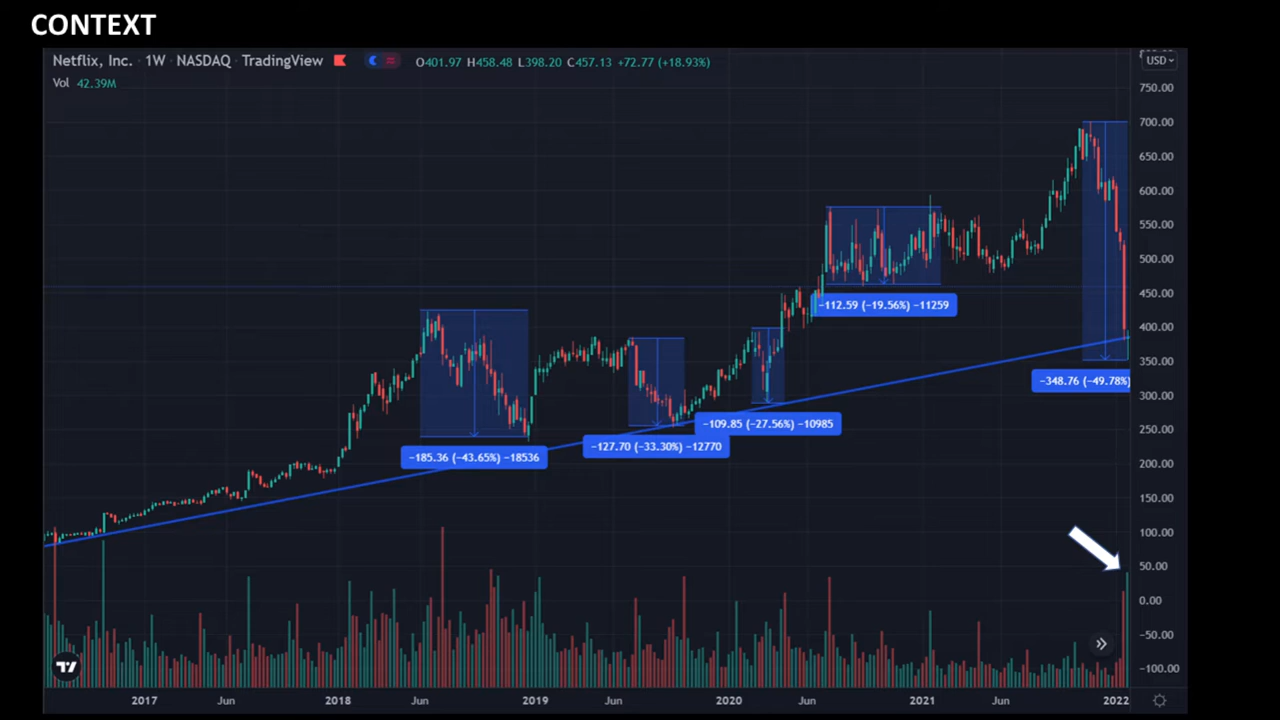 CONTEXT
Netflix, Inc. · 1W · NASDAQ · TradingView O401.97 H458.48 L398.20 C457.13 +72.77 (+18.93%)
USD
Vol 42.39M
750.00
700.00
650.00
600.00
550.00
500.00
450.00
−112.59 (−19.56%) −11259
400.00
350.00
−348.76 (−49.78%)
300.00
−109.85 (−27.56%) −10985
250.00
−127.70 (−33.30%) −12770
−185.36 (−43.65%) −18536
200.00
150.00
100.00
50.00
0.00
−50.00
−100.00
2017 Jun 2018 Jun 2019 Jun 2020 Jun 2021 Jun 2022